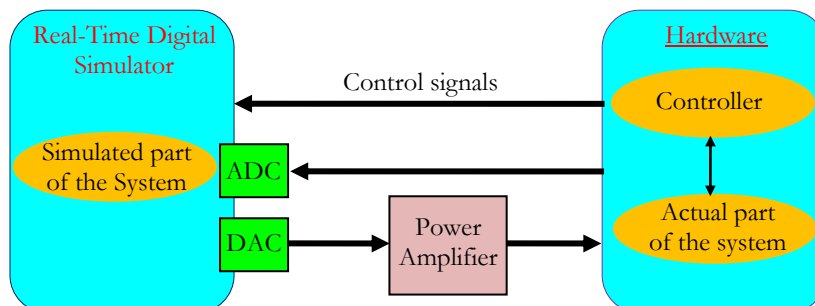 Real-Time Digital
Simulator
Hardware
Control signals
Controller
Simulated part
of the System
ADC
DAC
Power
Amplifier
Actual part
of the system